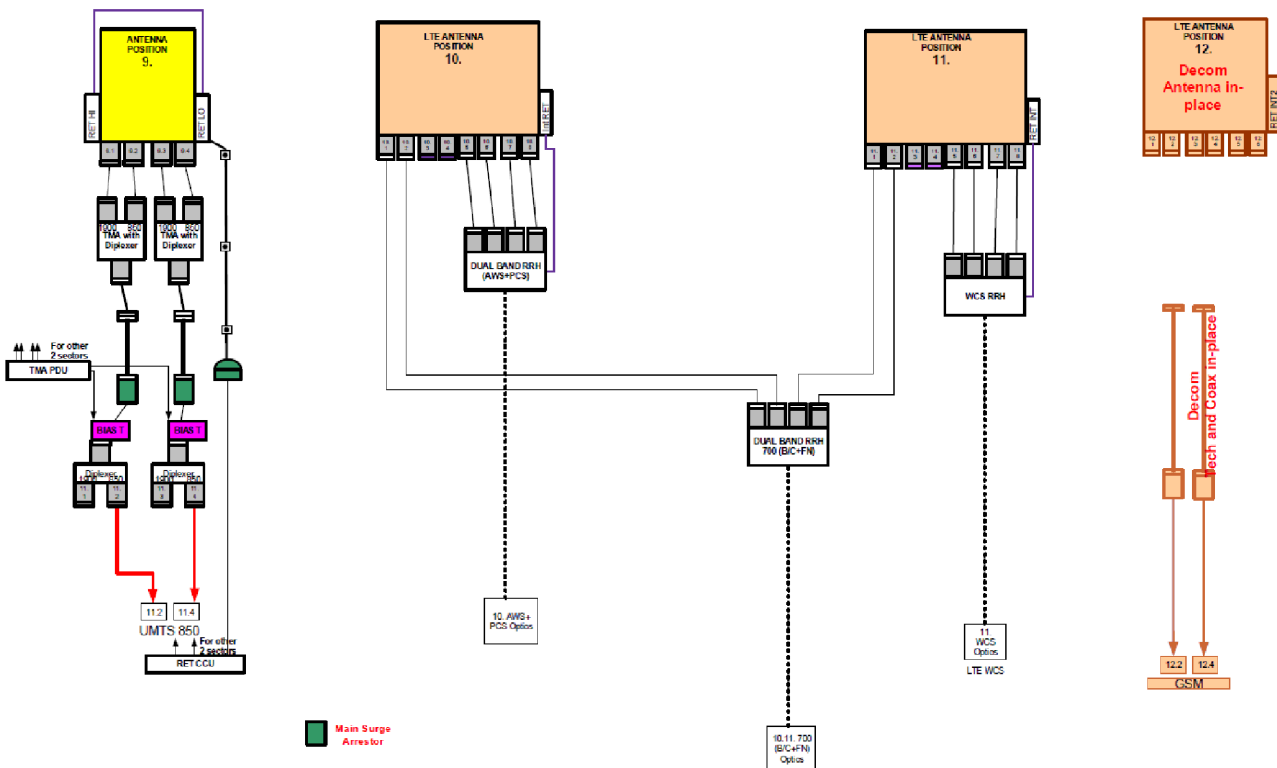 ANTENNA
POSITION
9.
RET HI
RET LO
1900 850
TMA with
Diplexer
1900 850
TMA with
Diplexer
For other
2 sectors
TMA PDU
BIAS T
BIAS T
Diplexer
1900 850
Diplexer
1900 850
11.2
11.4
UMTS 850
For other
2 sectors
RET CCU
LTE ANTENNA
POSITION
10.
Int RET
DUAL BAND RRH
(AWS+PCS)
10. AWS+
PCS Optics
LTE ANTENNA
POSITION
11.
RET INT
WCS RRH
DUAL BAND RRH
700 (B/C+FN)
11.
WCS
Optics
LTE WCS
10.11. 700
(B/C+FN)
Optics
LTE ANTENNA
POSITION
12.
Decom
Antenna in-
place
RET INT2
Decom
Mech and Coax in-place
12.2
12.4
GSM
Main Surge
Arrestor